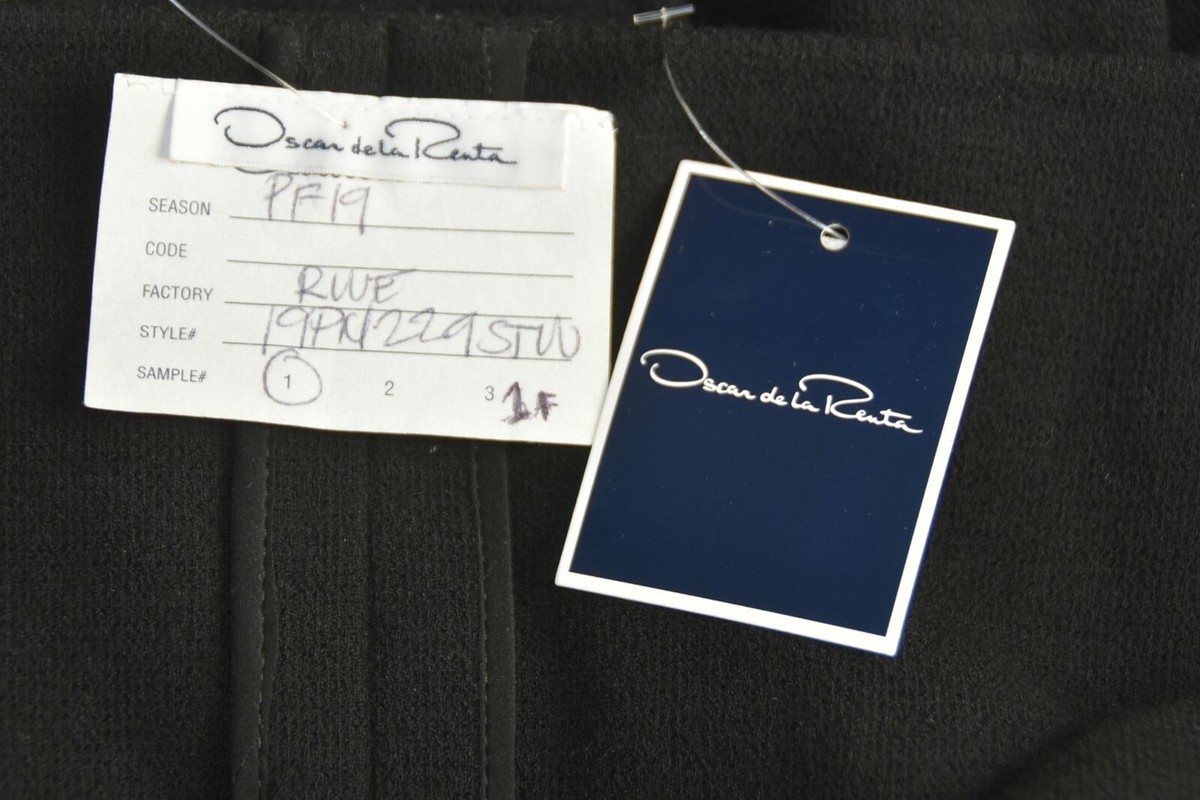 Oscar de la Renta
SEASON PF19
CODE
FACTORY RWE
STYLE# 19PN229STW
SAMPLE# 1 2 3 1F
Oscar de la Renta